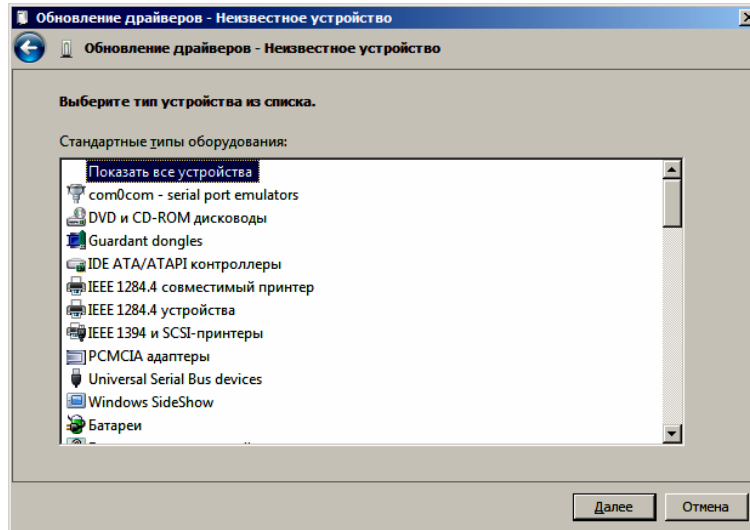 Обновление драйверов - Неизвестное устройство
Обновление драйверов - Неизвестное устройство
Выберите тип устройства из списка.
Стандартные типы оборудования:
Показать все устройства
com0com - serial port emulators
DVD и CD-ROM дисководы
Guardant dongles
IDE ATA/ATAPI контроллеры
IEEE 1284.4 совместимый принтер
IEEE 1284.4 устройства
IEEE 1394 и SCSI-принтеры
PCMCIA адаптеры
Universal Serial Bus devices
Windows SideShow
Батареи
Далее
Отмена